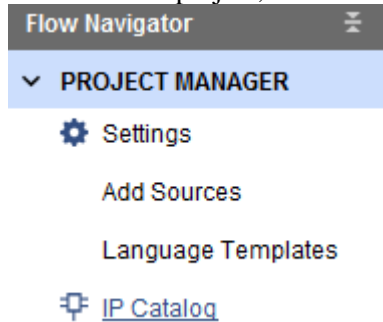 Flow Navigator
PROJECT MANAGER
Settings
Add Sources
Language Templates
IP Catalog